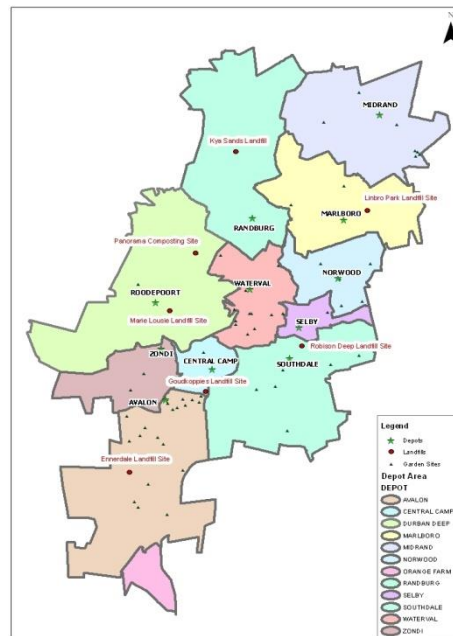 N
MIDRAND
Kya Sands Landfill
Linbro Park Landfill Site
MARLBORO
RANDBURG
Panorama Composting Site
NORWOOD
WATERVAL
ROODEPOORT
Marie Lousie Landfill Site
SELBY
Robison Deep Landfill Site
ZONDI
CENTRAL CAMP
SOUTHDALE
Goudkoppies Landfill Site
AVALON
Ennerdale Landfill Site
Legend
Depots
Landfills
Garden Sites
Depot Area
DEPOT
AVALON
CENTRAL CAMP
DURBAN DEEP
MARLBORO
MIDRAND
NORWOOD
ORANGE FARM
RANDBURG
SELBY
SOUTHDALE
WATERVAL
ZONDI